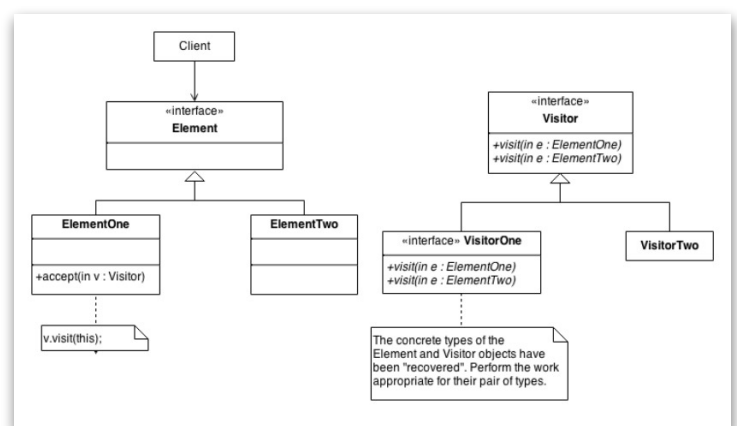 Client
«interface»
Element
ElementOne
+accept(in v : Visitor)
v.visit(this);
ElementTwo
«interface»
Visitor
+visit(in e : ElementOne)
+visit(in e : ElementTwo)
«interface» VisitorOne
+visit(in e : ElementOne)
+visit(in e : ElementTwo)
VisitorTwo
The concrete types of the
Element and Visitor objects have
been "recovered". Perform the work
appropriate for their pair of types.